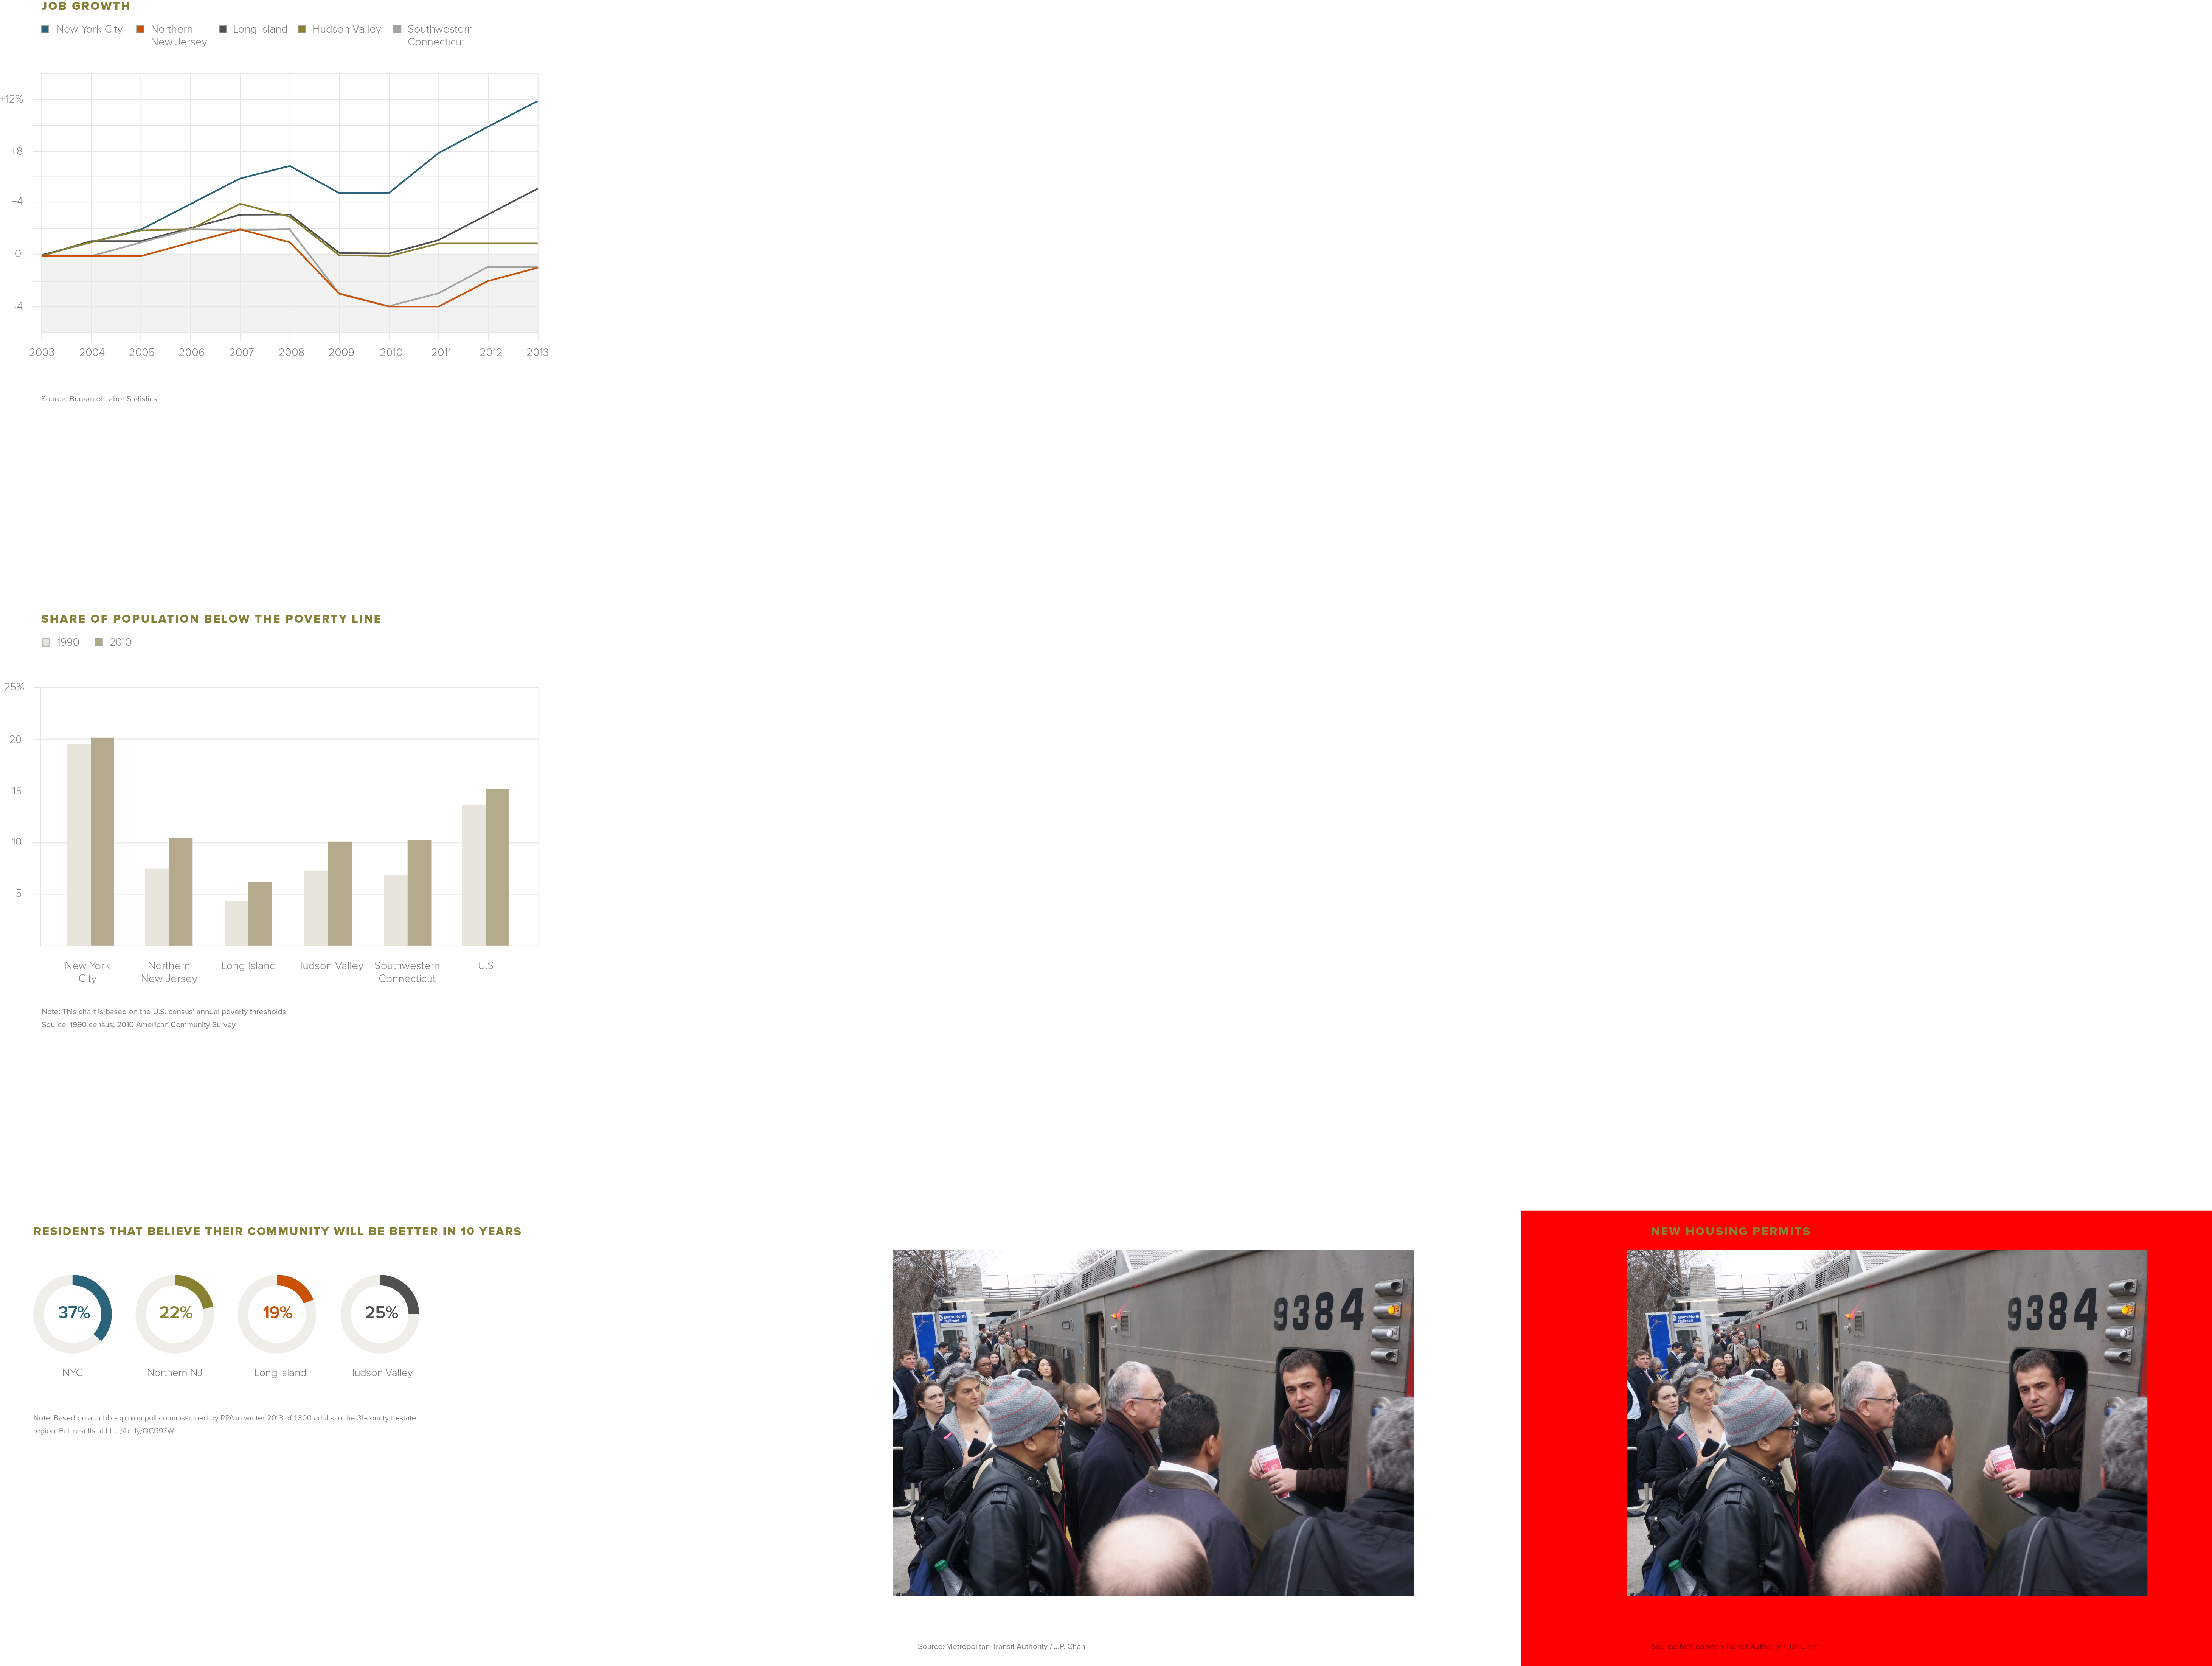 JOB GROWTH
New York City
Northern
New Jersey
Long Island
Hudson Valley
Southwestern
Connecticut
+12%
+8
+4
0
-4
2003 2004 2005 2006 2007 2008 2009 2010 2011 2012 2013
Source: Bureau of Labor Statistics
SHARE OF POPULATION BELOW THE POVERTY LINE
1990 2010
25%
20
15
10
5
New York
City
Northern
New Jersey
Long Island
Hudson Valley
Southwestern
Connecticut
U.S
Note: This chart is based on the U.S. census' annual poverty thresholds.
Source: 1990 census; 2010 American Community Survey
RESIDENTS THAT BELIEVE THEIR COMMUNITY WILL BE BETTER IN 10 YEARS
37% 22% 19% 25%
NYC Northern NJ Long Island Hudson Valley
Note: Based on a public-opinion poll commissioned by RPA in winter 2013 of 1,300 adults in the 31-county tri-state
region. Full results at http://bit.ly/QCR97W.
9384
Metro-North
Railroad
Source: Metropolitan Transit Authority / J.P. Chan
NEW HOUSING PERMITS
9384
Metro-North
Railroad
Source: Metropolitan Transit Authority / J.P. Chan